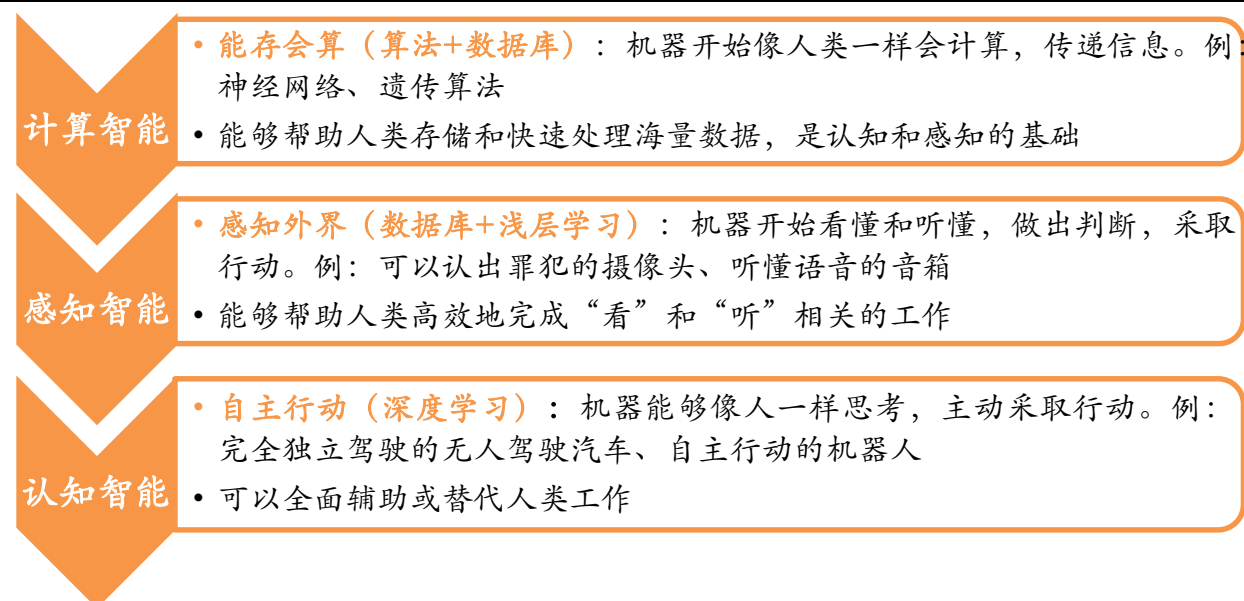 计算智能
• 能存会算（算法+数据库）：机器开始像人类一样会计算，传递信息。例：
神经网络、遗传算法
• 能够帮助人类存储和快速处理海量数据，是认知和感知的基础
感知智能
• 感知外界（数据库+浅层学习）：机器开始看懂和听懂，做出判断，采取
行动。例：可以认出罪犯的摄像头、听懂语音的音箱
• 能够帮助人类高效地完成“看”和“听”相关的工作
认知智能
• 自主行动（深度学习）：机器能够像人一样思考，主动采取行动。例：
完全独立驾驶的无人驾驶汽车、自主行动的机器人
• 可以全面辅助或替代人类工作